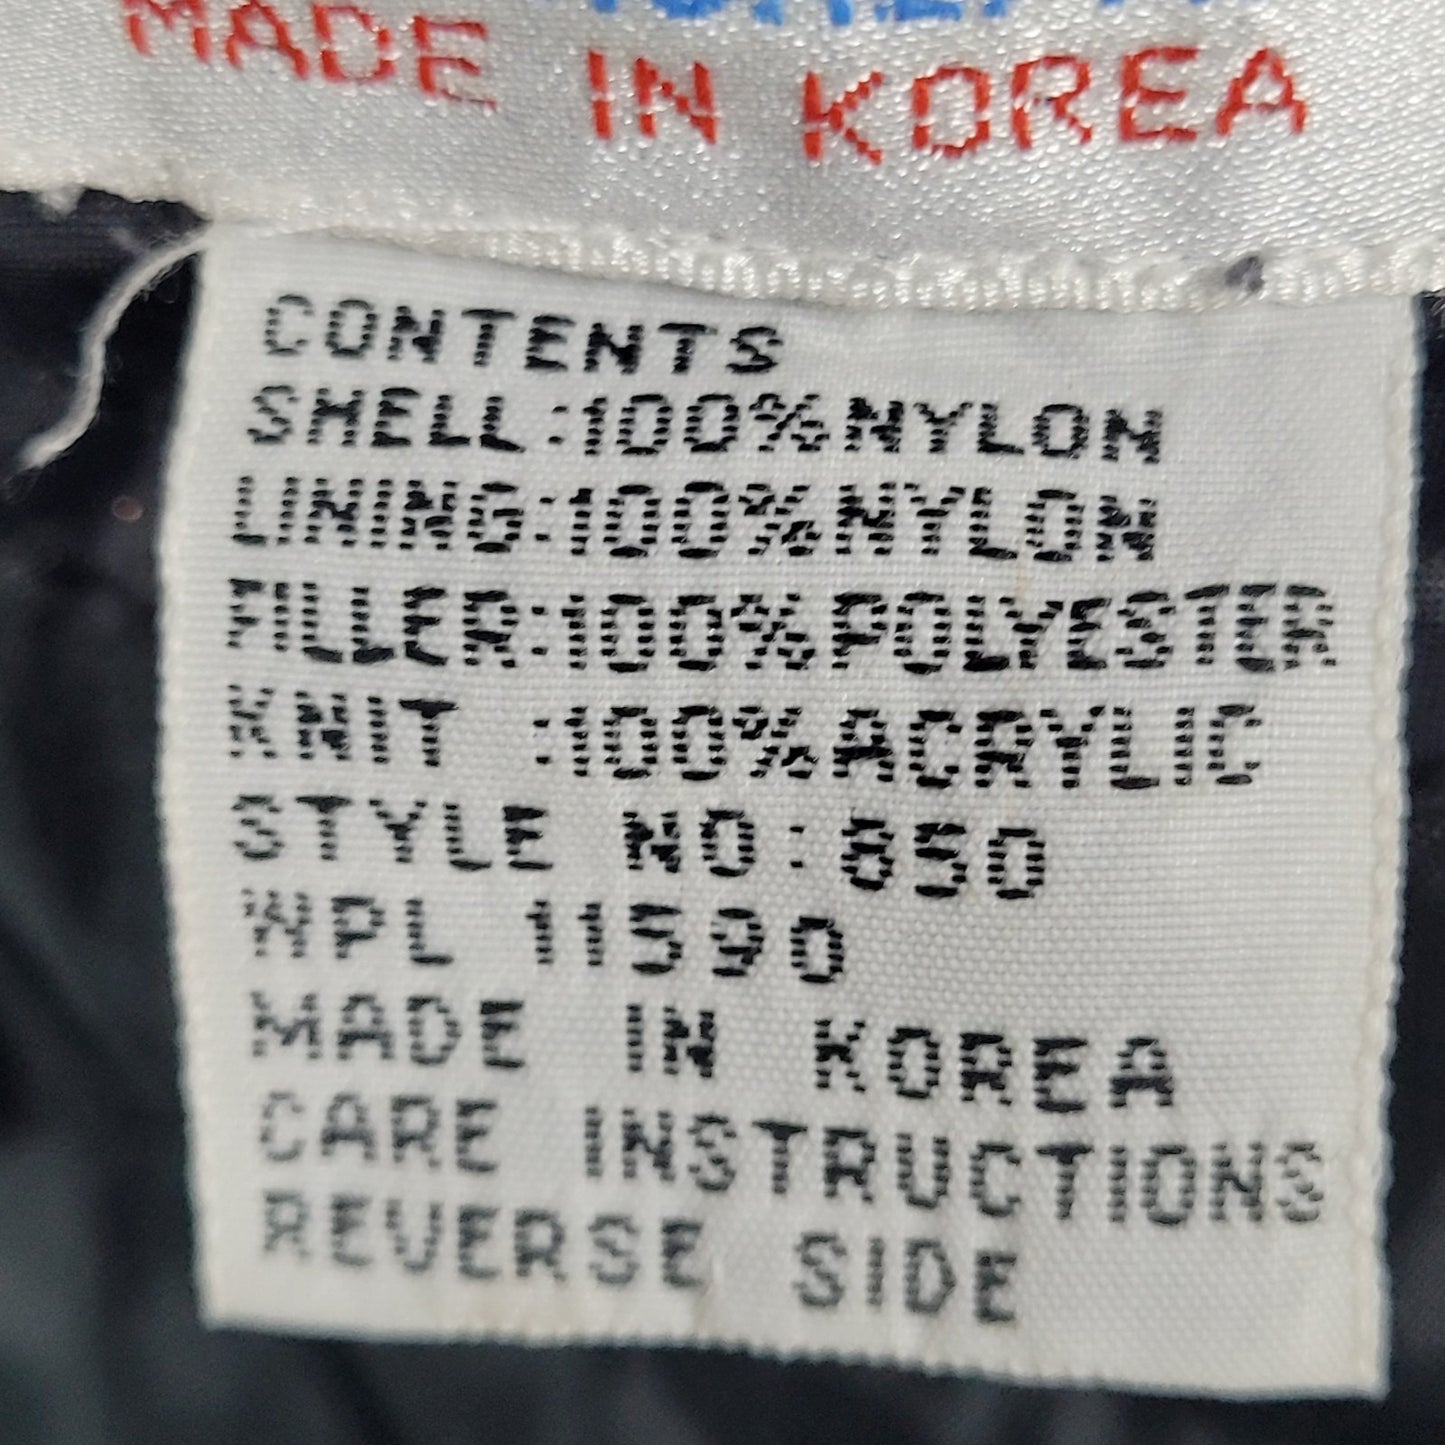 MADE IN KOREA
CONTENTS
SHELL:100%NYLON
LINING:100%NYLON
FILLER:100%POLYESTER
KNIT :100%ACRYLIC
STYLE NO: 850
WPL 11590
MADE IN KOREA
CARE INSTRUCTIONS
REVERSE SIDE